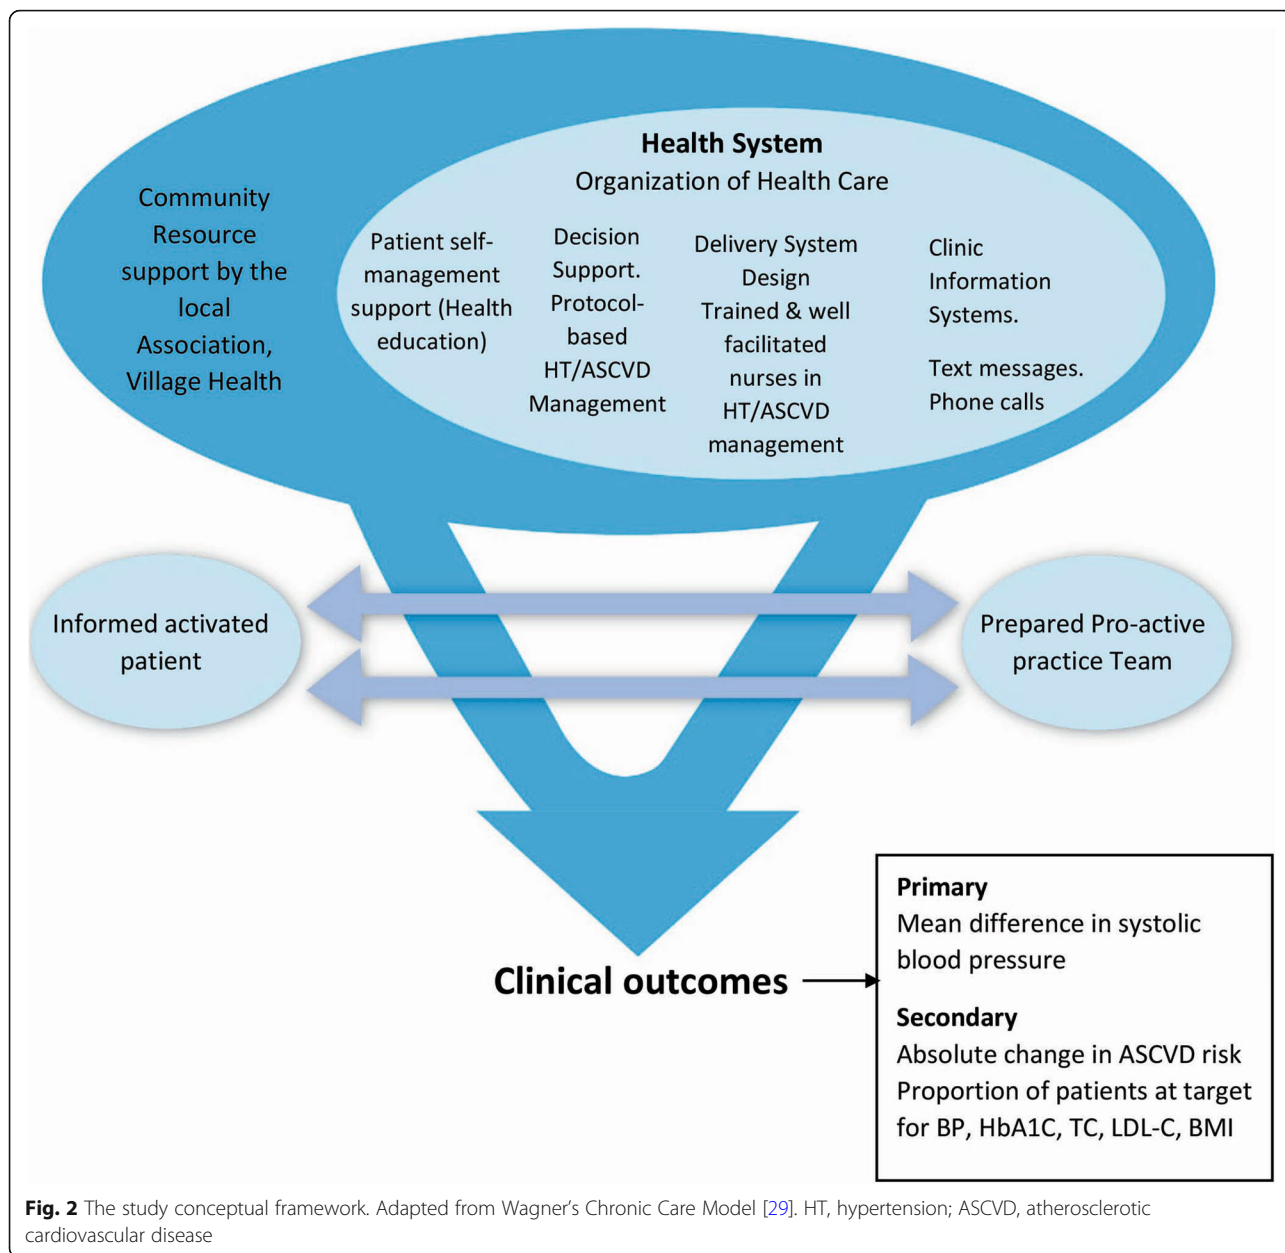 Health System
Organization of Health Care
Community
Resource
support by the
local
Association,
Village Health
Patient self-
management
support (Health
education)
Decision
Support.
Protocol-
based
HT/ASCVD
Management
Delivery System
Design
Trained & well
facilitated
nurses in
HT/ASCVD
management
Clinic
Information
Systems.
Text messages.
Phone calls
Informed activated
patient
Prepared Pro-active
practice Team
Clinical outcomes
Primary
Mean difference in systolic
blood pressure
Secondary
Absolute change in ASCVD risk
Proportion of patients at target
for BP, HbA1C, TC, LDL-C, BMI
Fig. 2 The study conceptual framework. Adapted from Wagner’s Chronic Care Model [29]. HT, hypertension; ASCVD, atherosclerotic
cardiovascular disease